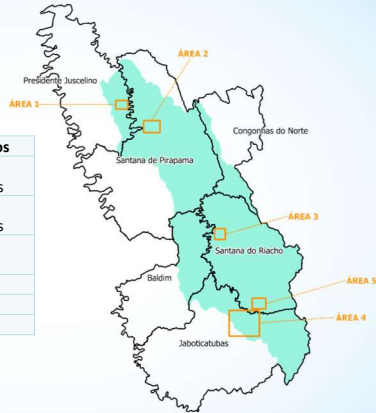 ÁREA 2
Presidente Juscelino
ÁREA 1
Congonhas do Norte
os
Santana de Pirapama
s
s
ÁREA 3
Santana do Riacho
Baldim
ÁREA 5
ÁREA 4
Jaboticatubas